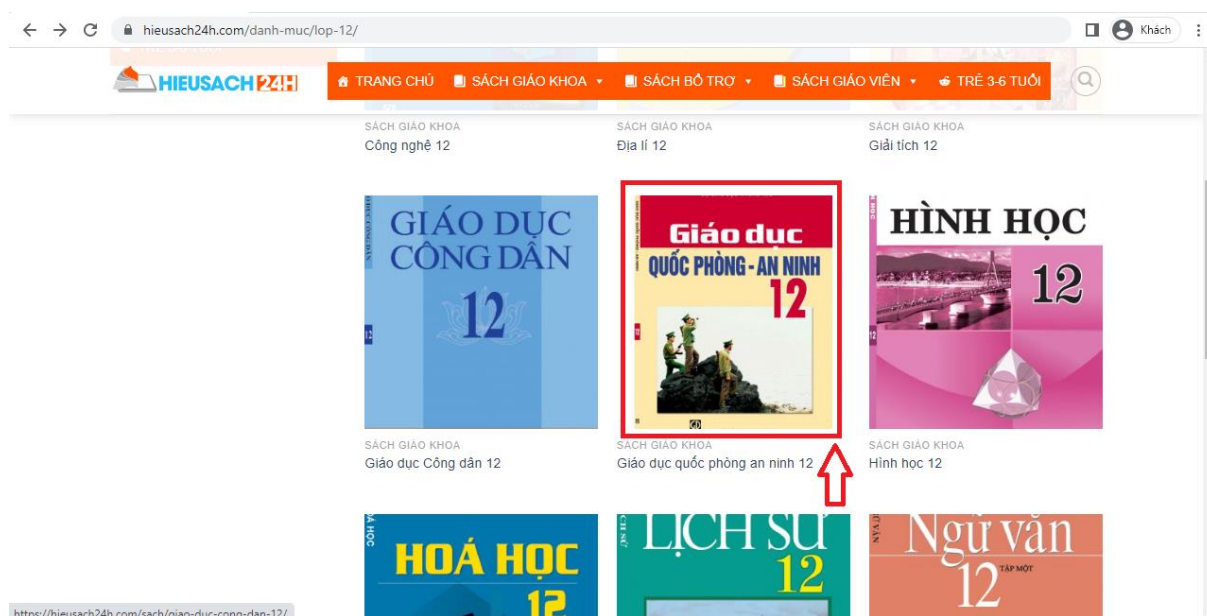 hieusach24h.com/danh-muc/lop-12/
Khách
HIEUSACH 24H
TRANG CHỦ
SÁCH GIÁO KHOA
SÁCH BỔ TRỢ
SÁCH GIÁO VIÊN
TRẺ 3-6 TUỔI
SÁCH GIÁO KHOA
Công nghệ 12
SÁCH GIÁO KHOA
Địa lí 12
SÁCH GIÁO KHOA
Giải tích 12
GIÁO DỤC
CÔNG DÂN
12
12
SÁCH GIÁO KHOA
Giáo dục Công dân 12
Giáo dục
QUỐC PHÒNG - AN NINH
12
SÁCH GIÁO KHOA
Giáo dục quốc phòng an ninh 12
HÌNH HỌC
12
12
SÁCH GIÁO KHOA
Hình học 12
HOÁ HỌC
12
LỊCH SỬ
12
Ngữ văn
12
TẬP MỘT
https://hieusach24h.com/sach/giao-duc-cong-dan-12/